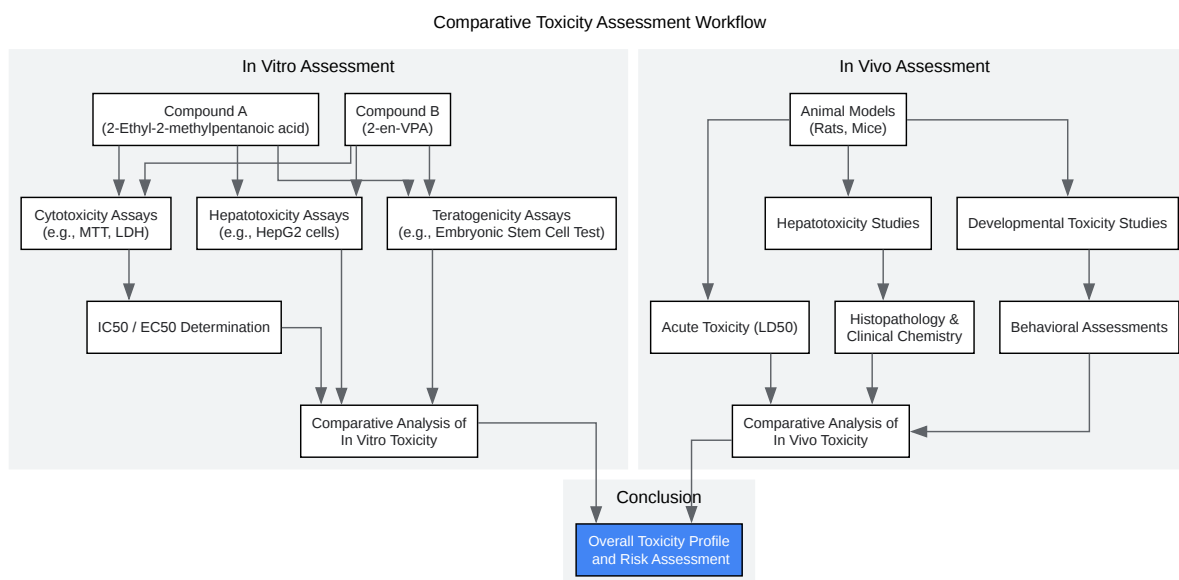 Comparative Toxicity Assessment Workflow
In Vitro Assessment
Compound A
(2-Ethyl-2-methylpentanoic acid)
Compound B
(2-en-VPA)
Cytotoxicity Assays
(e.g., MTT, LDH)
Hepatotoxicity Assays
(e.g., HepG2 cells)
Teratogenicity Assays
(e.g., Embryonic Stem Cell Test)
IC50 / EC50 Determination
Comparative Analysis of
In Vitro Toxicity
In Vivo Assessment
Animal Models
(Rats, Mice)
Hepatotoxicity Studies
Developmental Toxicity Studies
Acute Toxicity (LD50)
Histopathology &
Clinical Chemistry
Behavioral Assessments
Comparative Analysis of
In Vivo Toxicity
Conclusion
Overall Toxicity Profile
and Risk Assessment